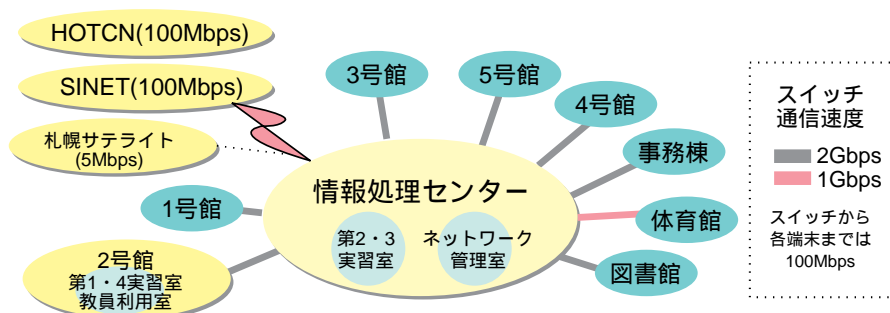 HOTCN(100Mbps)
SINET(100Mbps)
札幌サテライト
(5Mbps)
3号館
5号館
4号館
事務棟
体育館
図書館
1号館
2号館
第1・4実習室
教員利用室
情報処理センター
第2・3
実習室
ネットワーク
管理室
スイッチ
通信速度
2Gbps
1Gbps
スイッチから
各端末までは
100Mbps